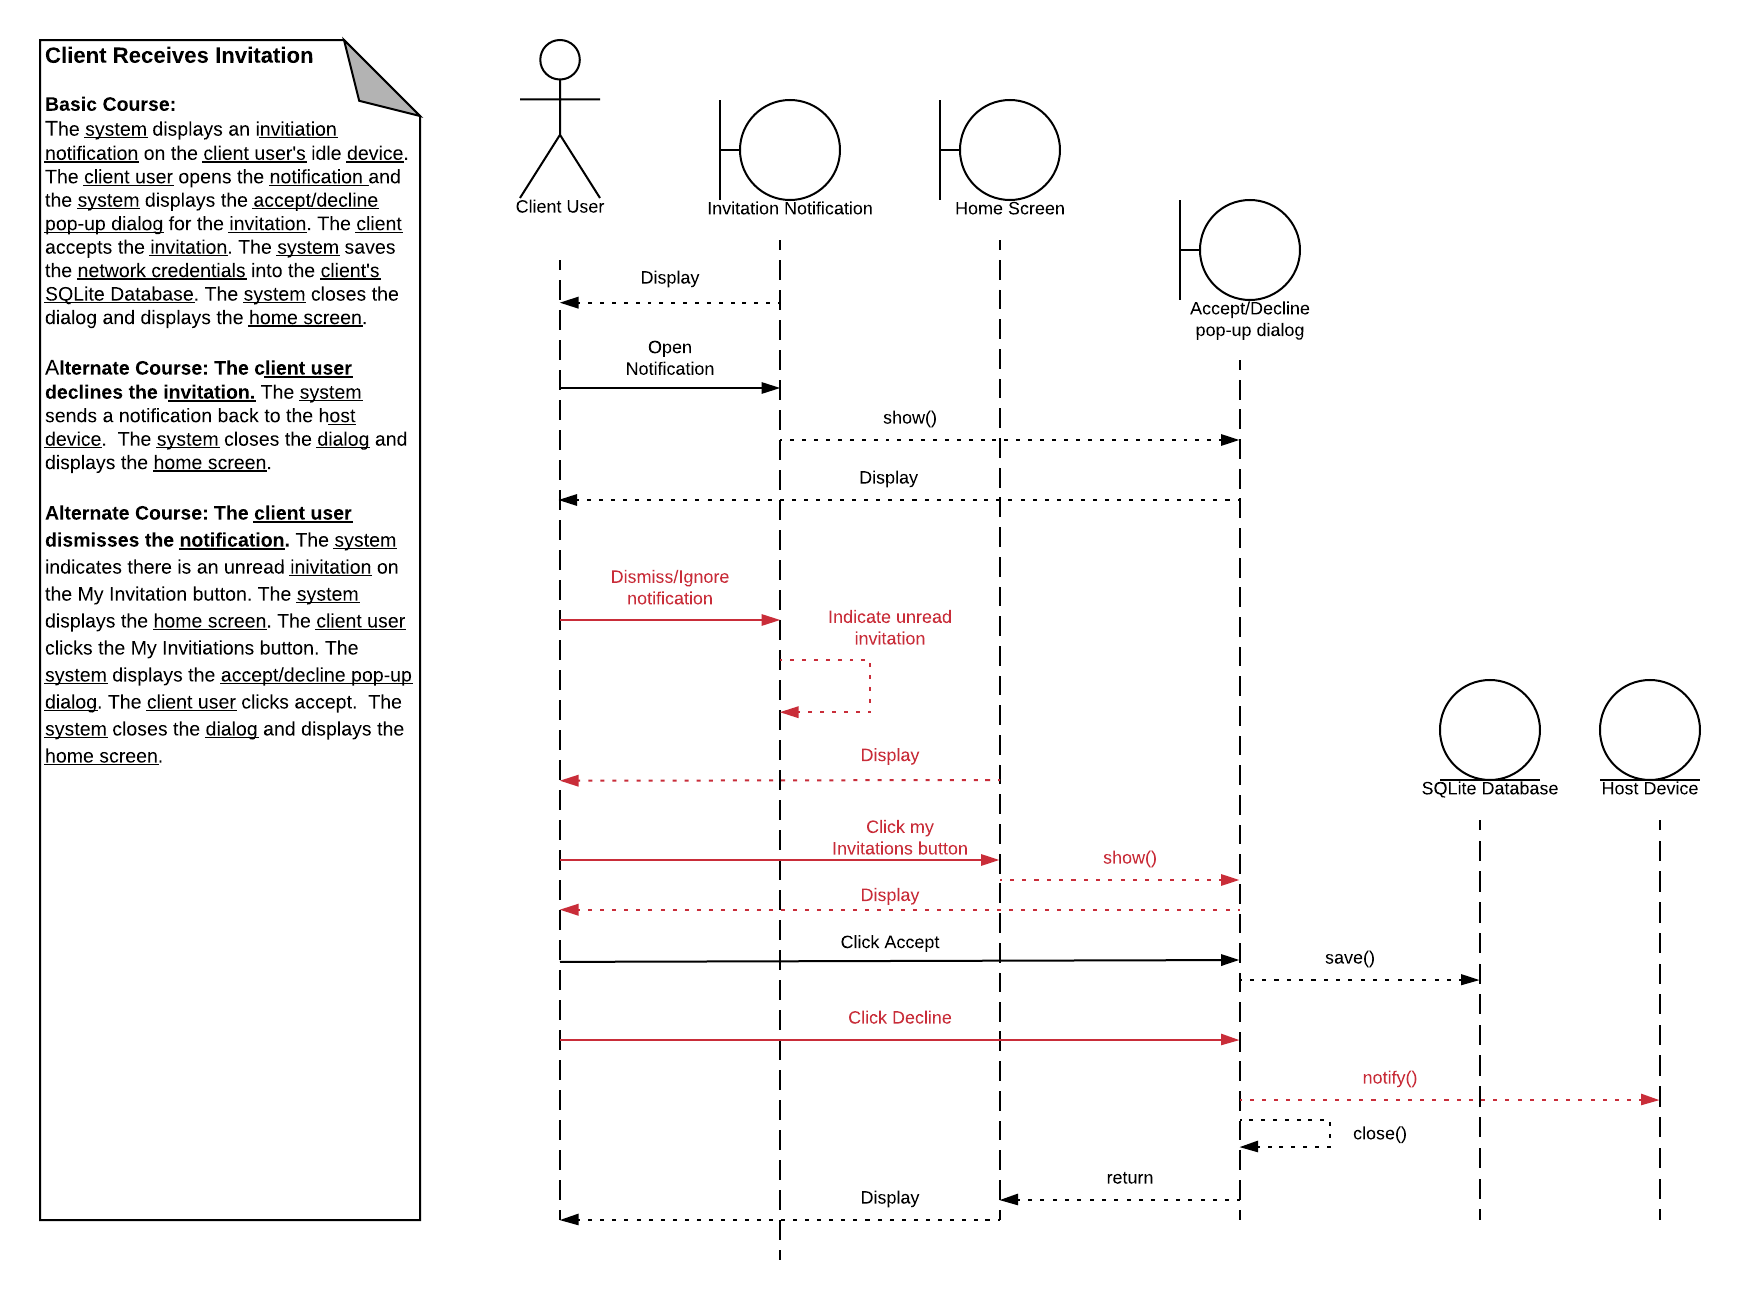 Client Receives Invitation
Basic Course:
The system displays an invitiation
notification on the client user's idle device.
The client user opens the notification and
the system displays the accept/decline
pop-up dialog for the invitation. The client
accepts the invitation. The system saves
the network credentials into the client's
SQLite Database. The system closes the
dialog and displays the home screen.
Alternate Course: The client user
declines the invitation. The system
sends a notification back to the host
device.  The system closes the dialog and
displays the home screen.
Alternate Course: The client user
dismisses the notification. The system
indicates there is an unread inivitation on
the My Invitation button. The system
displays the home screen. The client user
clicks the My Invitiations button. The
system displays the accept/decline pop-up
dialog. The client user clicks accept.  The
system closes the dialog and displays the
home screen.
Client User
Invitation Notification
Home Screen
Accept/Decline
pop-up dialog
Display
Open
Notification
show()
Display
Dismiss/Ignore
notification
Indicate unread
invitation
Display
SQLite Database
Host Device
Click my
Invitations button
show()
Display
Click Accept
save()
Click Decline
notify()
close()
return
Display